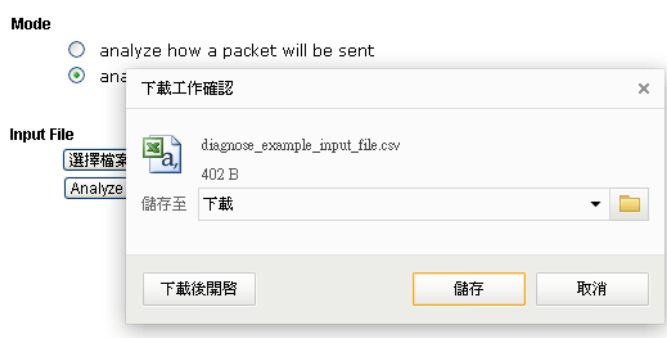 Mode
analyze how a packet will be sent
ana
下載工作確認
Input File
diagnose_example_input_file.csv
選擇檔案
402 B
Analyze
儲存至 下載
下載後開啓 儲存 取消